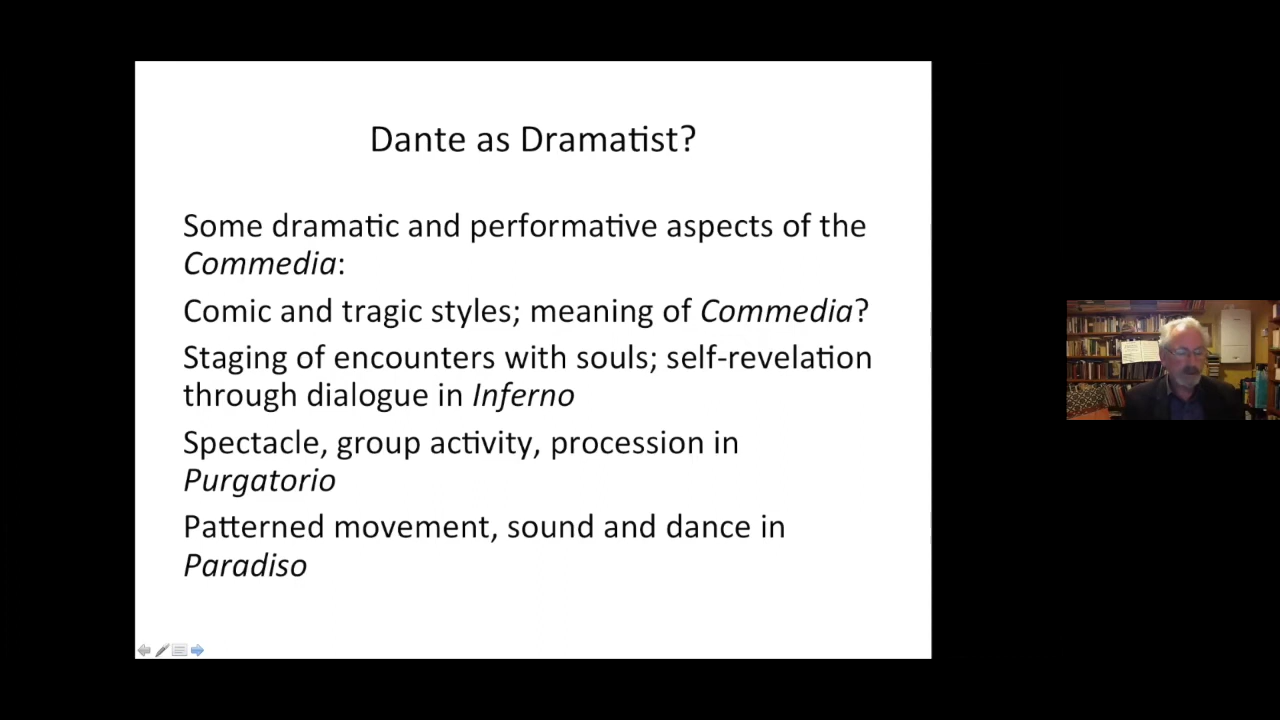 Dante as Dramatist?
Some dramatic and performative aspects of the
Commedia:
Comic and tragic styles; meaning of Commedia?
Staging of encounters with souls; self-revelation
through dialogue in Inferno
Spectacle, group activity, procession in
Purgatorio
Patterned movement, sound and dance in
Paradiso